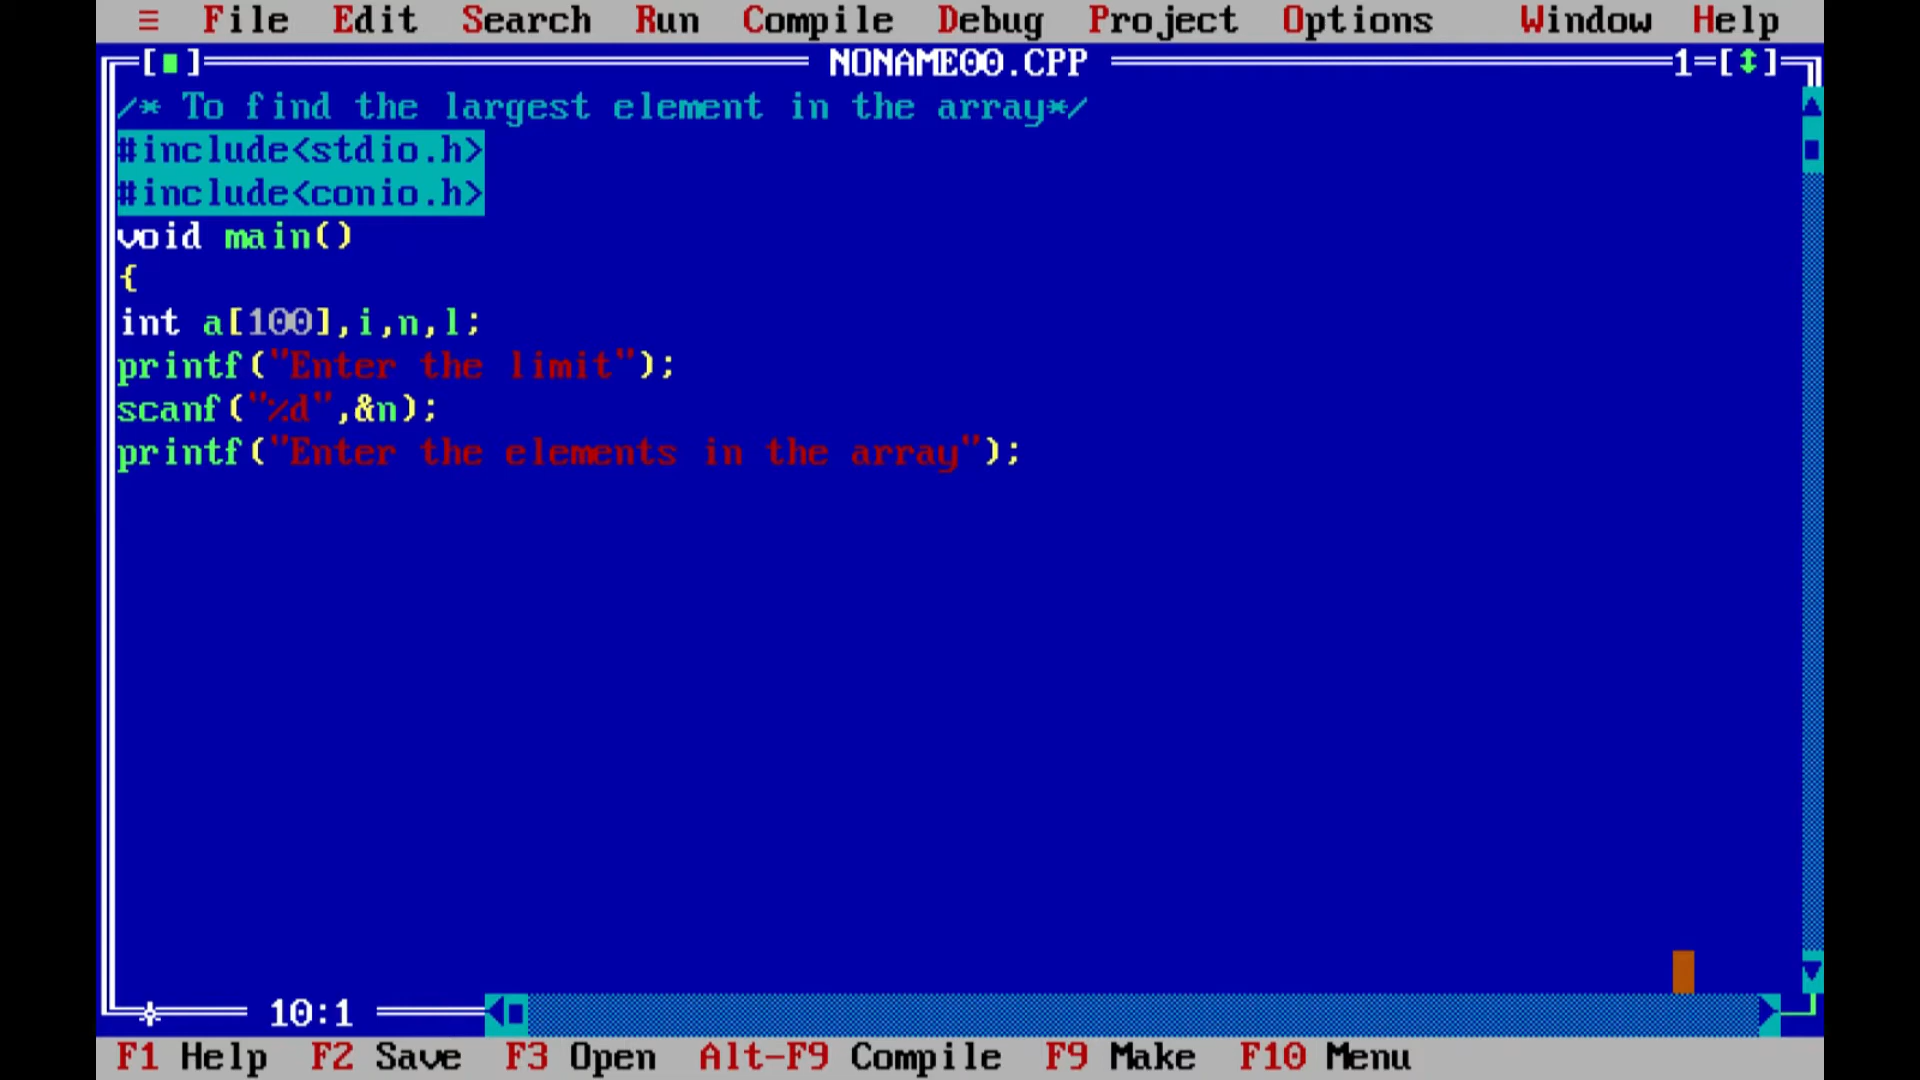 ≡ File Edit Search Run Compile Debug Project Options Window Help
[■] NONAME00.CPP 1=[↕]
/* To find the largest element in the array*/
#include<stdio.h>
#include<conio.h>
void main()
{
int a[100],i,n,l;
printf("Enter the limit");
scanf("%d",&n);
printf("Enter the elements in the array");
10:1
F1 Help F2 Save F3 Open Alt-F9 Compile F9 Make F10 Menu